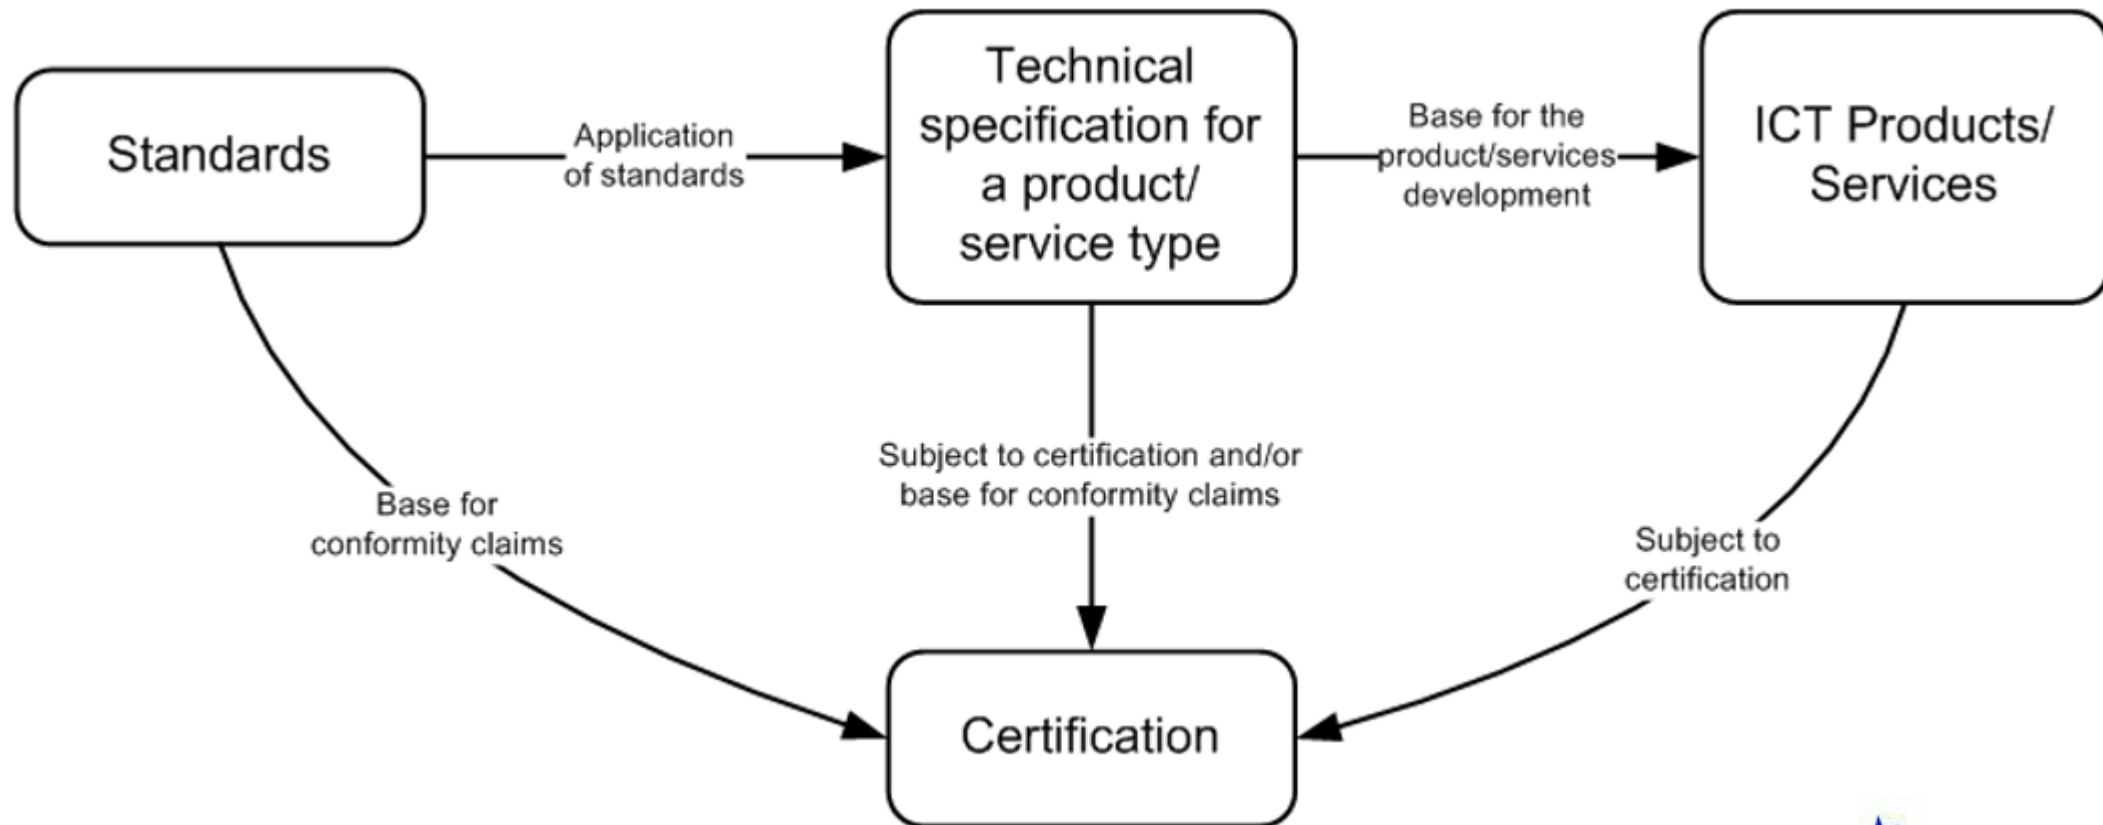 Standards
Application
of standards
Technical
specification for
a product/
service type
Base for the
product/services
development
ICT Products/
Services
Base for
conformity claims
Subject to certification and/or
base for conformity claims
Subject to
certification
Certification